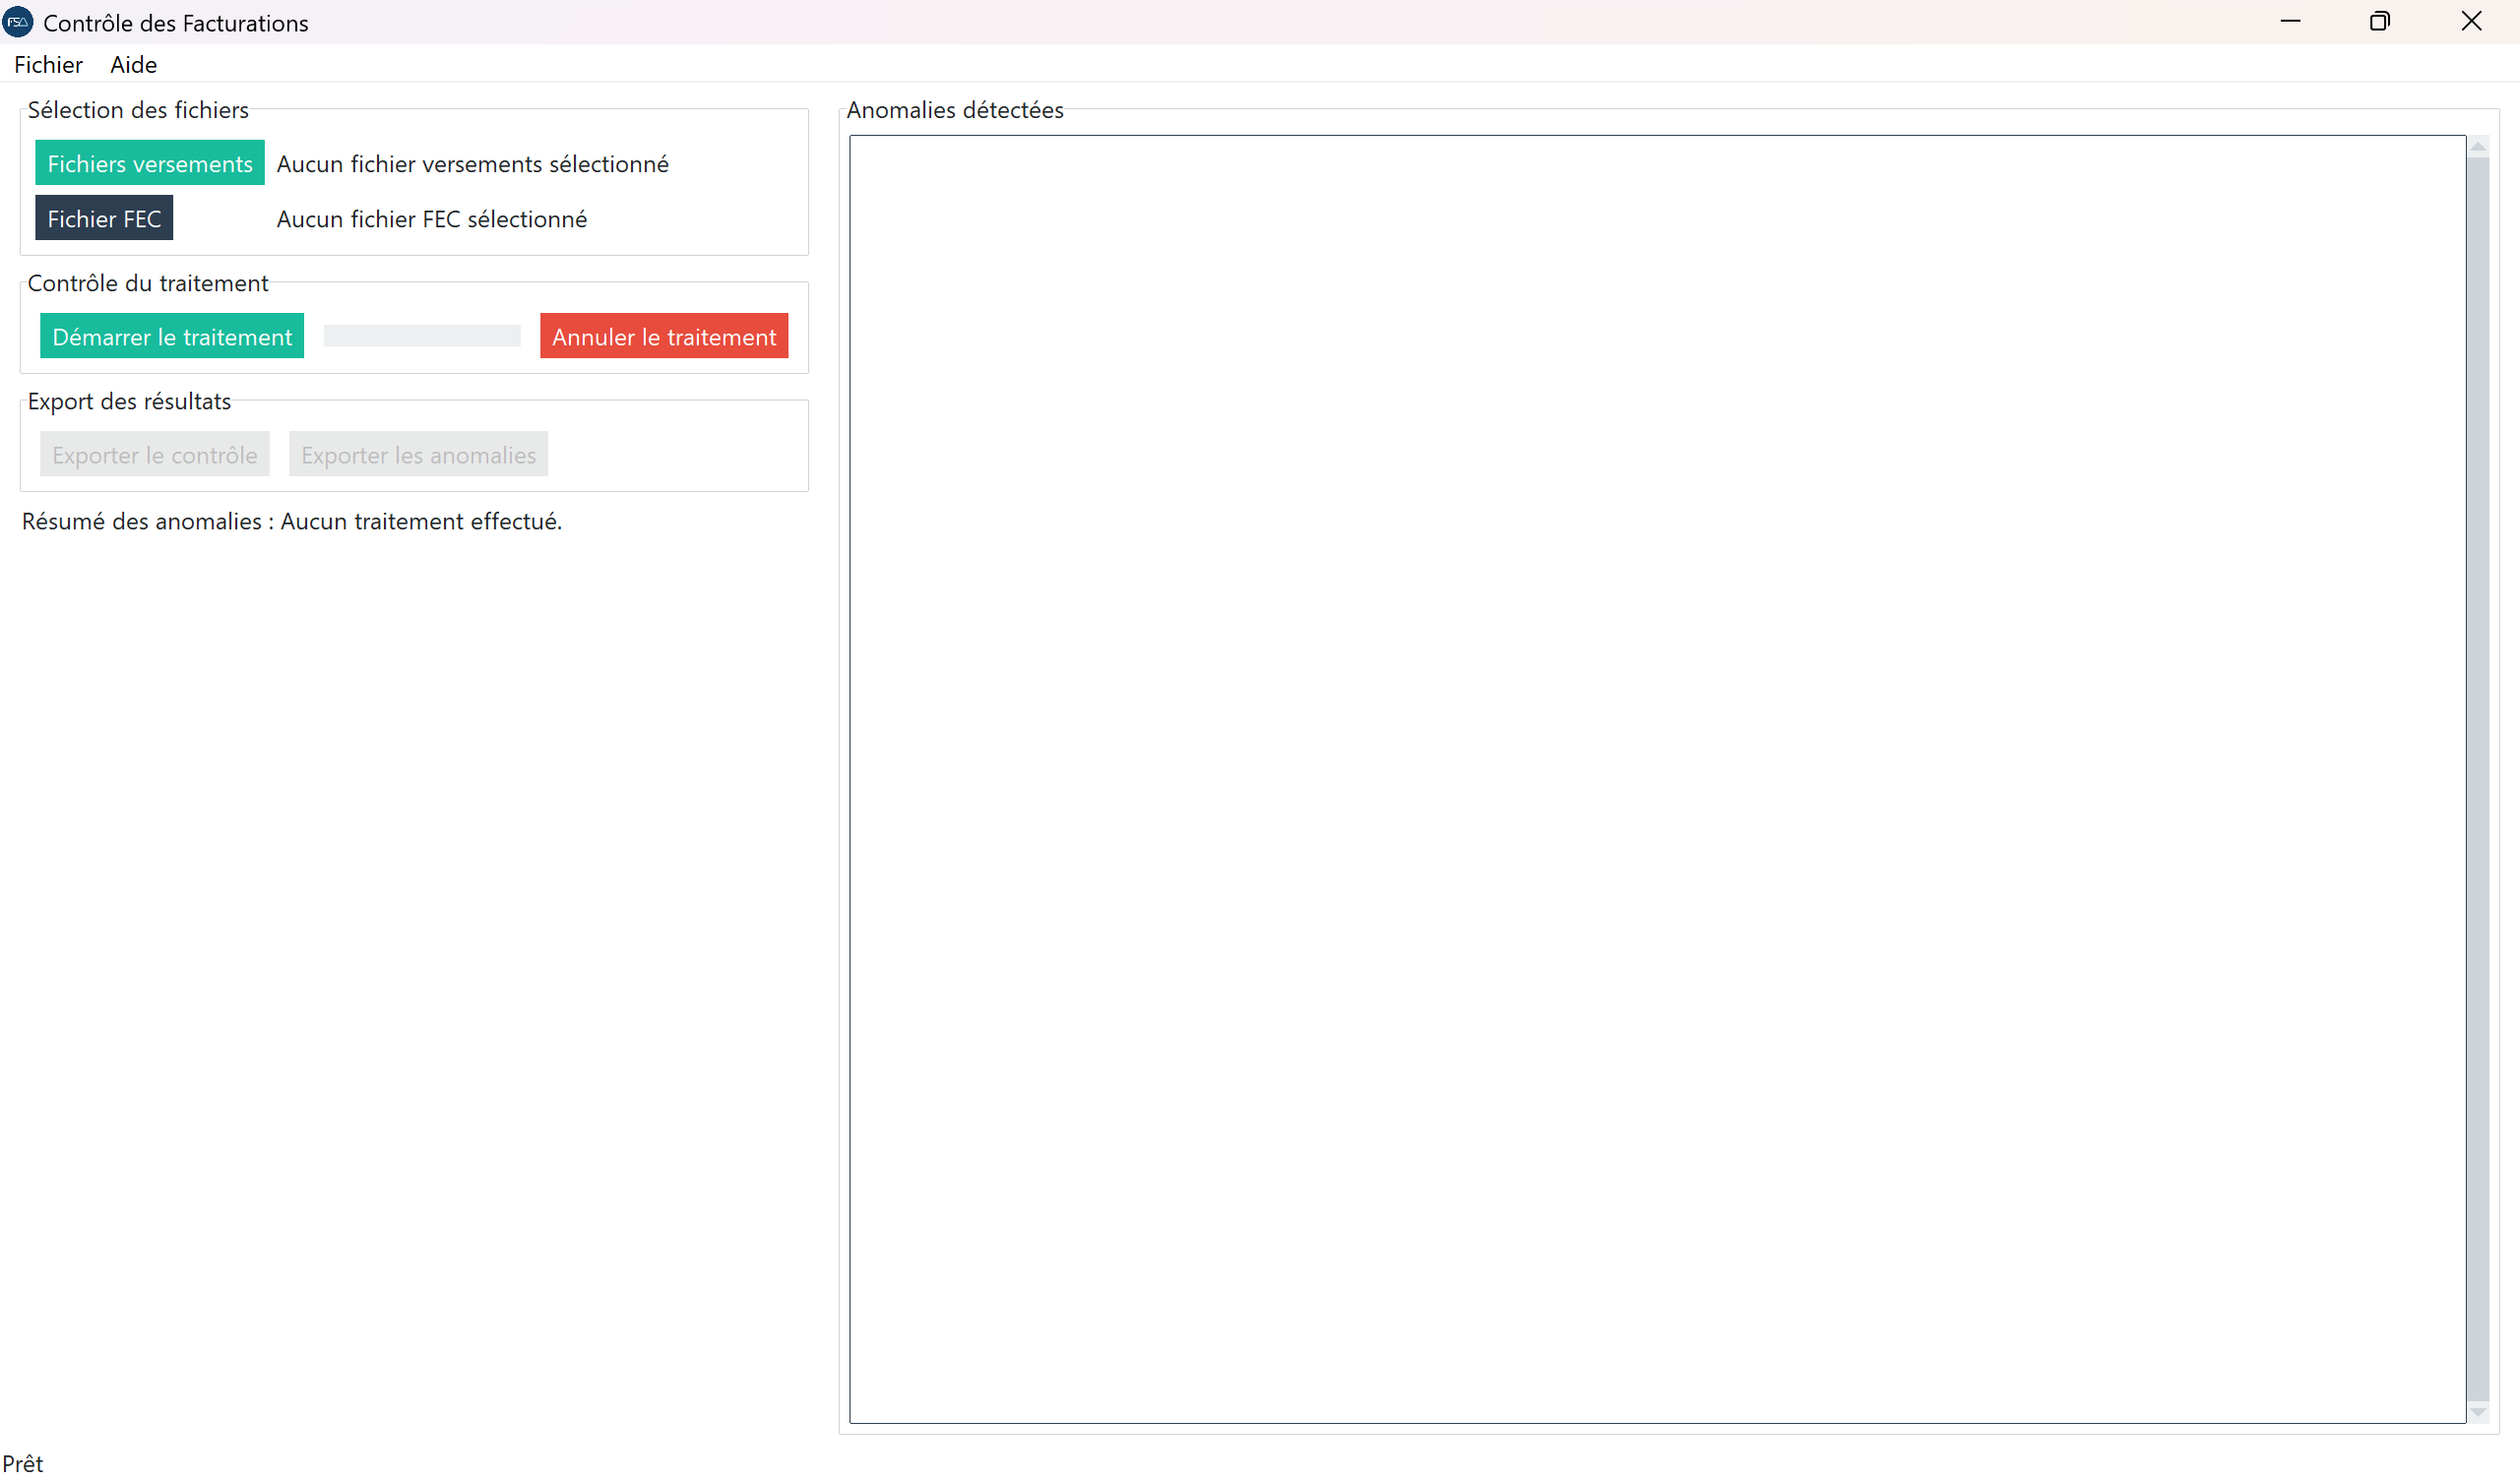 FSA Contrôle des Facturations
Fichier Aide
Sélection des fichiers
Fichiers versements Aucun fichier versements sélectionné
Fichier FEC Aucun fichier FEC sélectionné
Contrôle du traitement
Démarrer le traitement Annuler le traitement
Export des résultats
Exporter le contrôle Exporter les anomalies
Résumé des anomalies : Aucun traitement effectué.
Anomalies détectées
Prêt